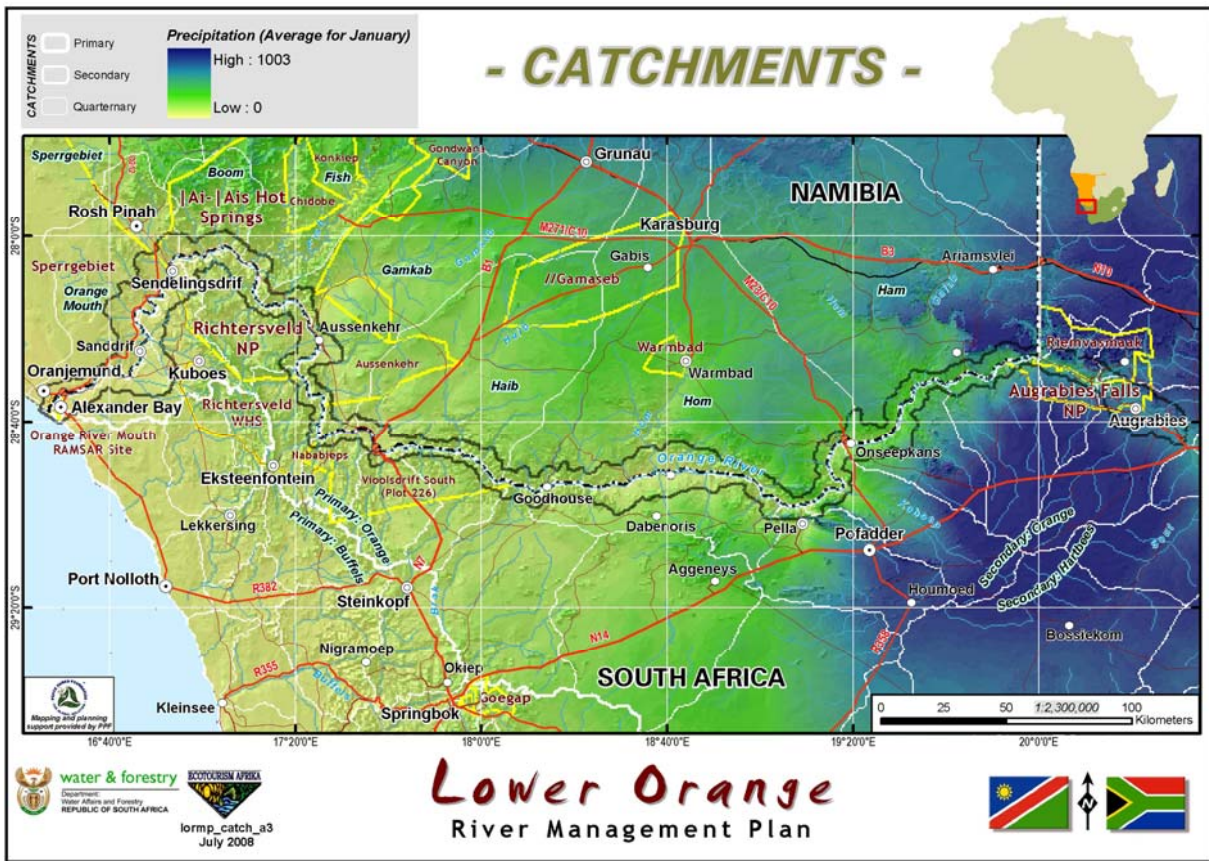 CATCHMENTS
Primary
Secondary
Quarternary
Precipitation (Average for January)
High : 1003
Low : 0
- CATCHMENTS -
Sperrgebiet
Boom
Konkiep
Fish
Gondwana
Canyon
Grunau
NAMIBIA
|Ai-|Ais Hot
Springs
Chidobe
Rosh Pinah
28°0'0"S
Karasburg
M27/C10
B1
Gabis
//Gamaseb
Gamkab
B3
Ariamsvlei
N10
Sperrgebiet
Orange
Mouth
Sendelingsdrif
Ham
Richtersveld
NP
Aussenkehr
Sanddrif
Kuboes
Aussenkehr
Warmbad
Warmbad
Riemvasmaak
Oranjemund
Alexander Bay
Richtersveld
WHS
Haib
Hom
Augrabies Falls
NP
Augrabies
28°40'0"S
Orange River Mouth
RAMSAR Site
Nababieps
Vioolsdrift South
(Plot 226)
Orange River
Onseepkans
Eksteenfontein
Goodhouse
Primary: Orange
Primary: Buffels
Lekkersing
Dabenoris
Pella
Pofadder
Aggeneys
Secondary: Orange
Secondary: Hartbees
Port Nolloth
R382
N7
Steinkopf
Houmoed
29°20'0"S
Bossiekom
Nigramoep
N14
R358
Okiep
SOUTH AFRICA
R355
Buffels
Goegap
Kleinsee
Springbok
0 25 50 1:2,300,000 100
Kilometers
Mapping and planning
support provided by PPF
16°40'0"E 17°20'0"E 18°0'0"E 18°40'0"E 19°20'0"E 20°0'0"E
water & forestry
Department:
Water Affairs and Forestry
REPUBLIC OF SOUTH AFRICA
ECOTOURISM AFRIKA
lormp_catch_a3
July 2008
Lower Orange
River Management Plan
N